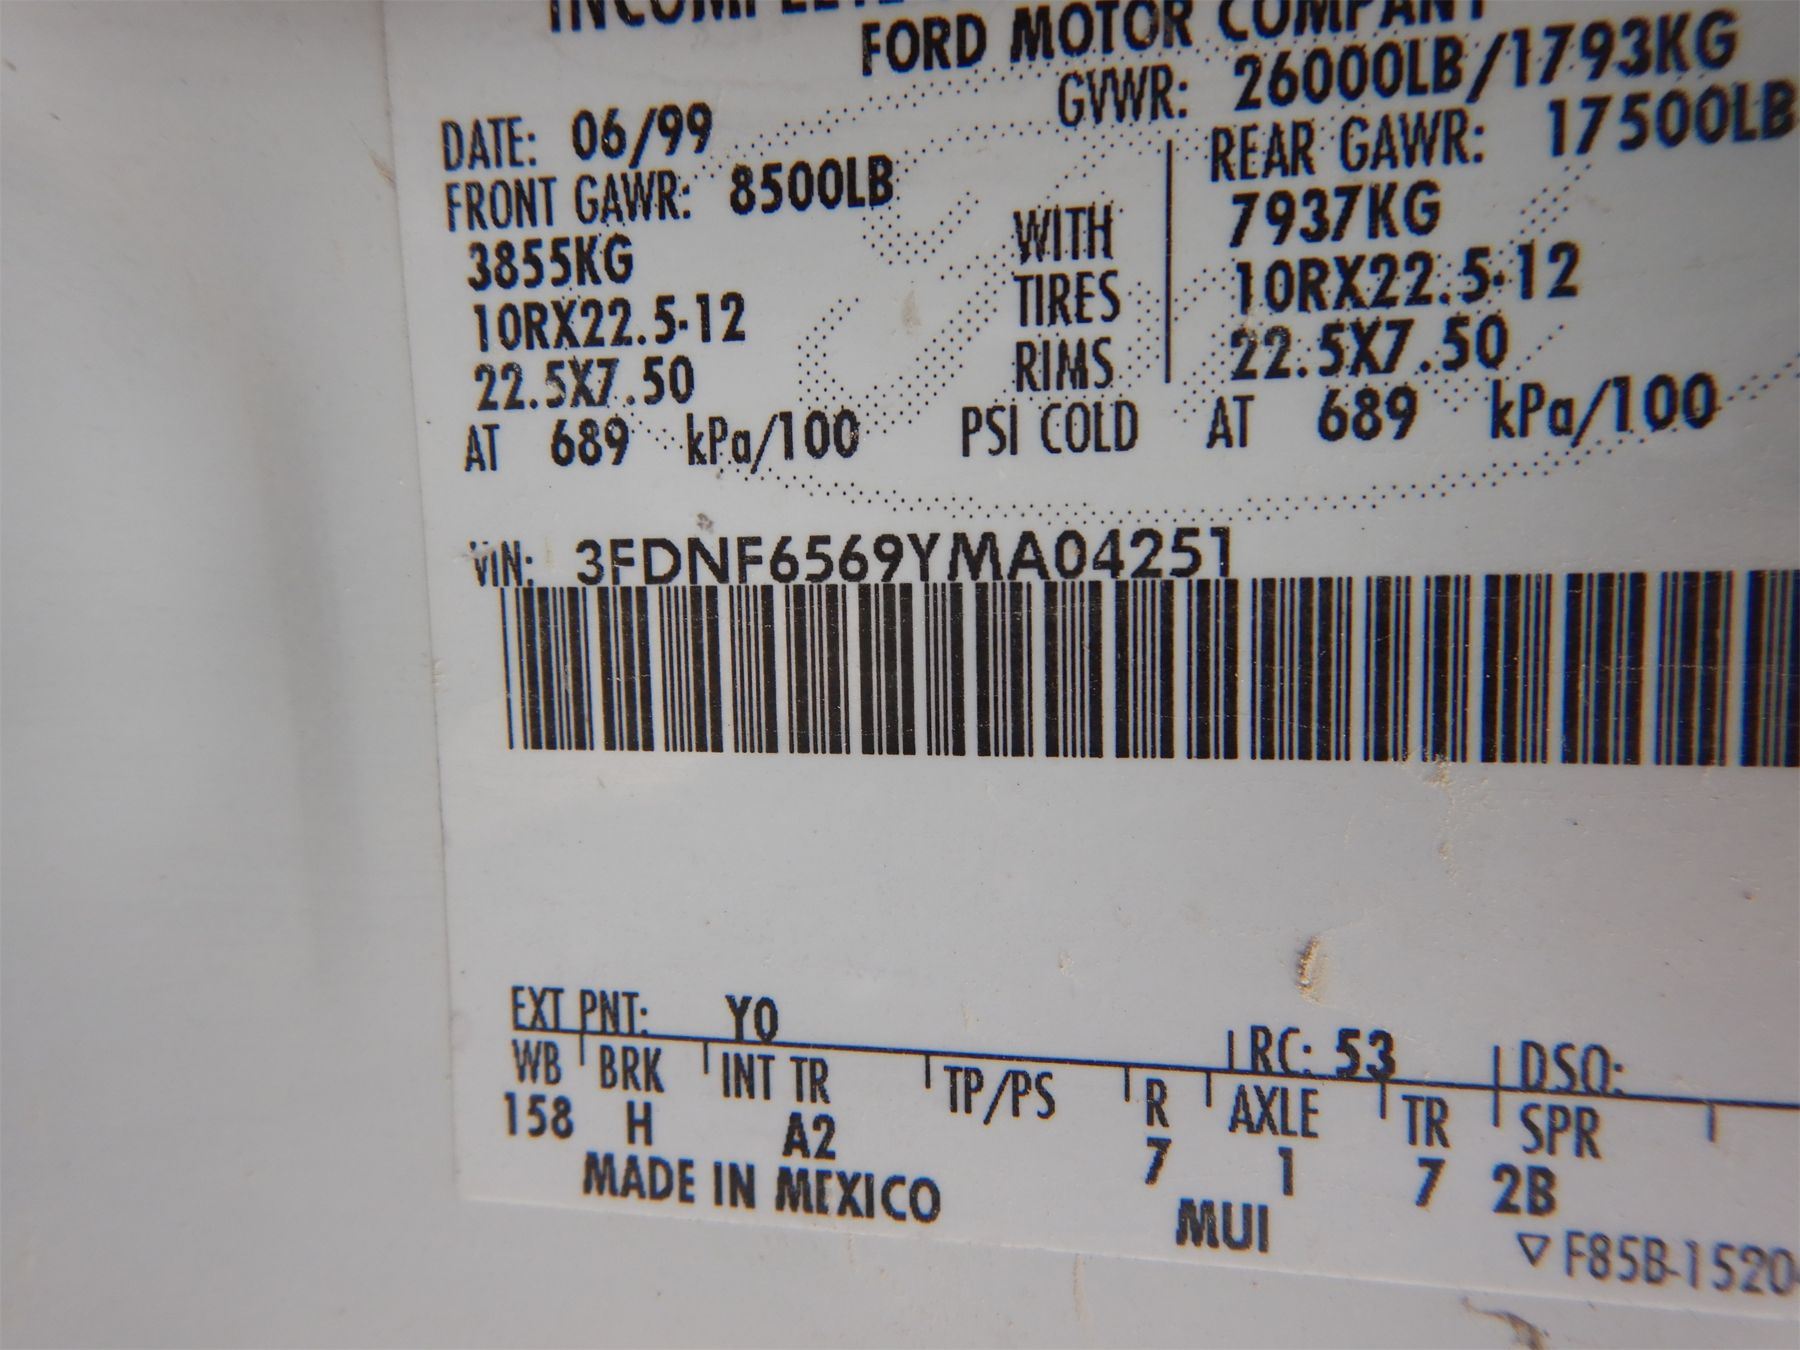 INCOMPLETE
FORD MOTOR COMPANY
DATE: 06/99 GVWR: 26000LB/1793KG
FRONT GAWR: 8500LB REAR GAWR: 17500LB
3855KG WITH 7937KG
10RX22.5-12 TIRES 10RX22.5-12
22.5X7.50 RIMS 22.5X7.50
AT 689 kPa/100 PSI COLD AT 689 kPa/100
VIN: 3FDNF6569YMA04251
EXT PNT: YO RC: 53 DSO:
WB BRK INT TR TP/PS R AXLE TR SPR
158 H A2 7 1 7 2B
MADE IN MEXICO MUI
▽ F85B-1520